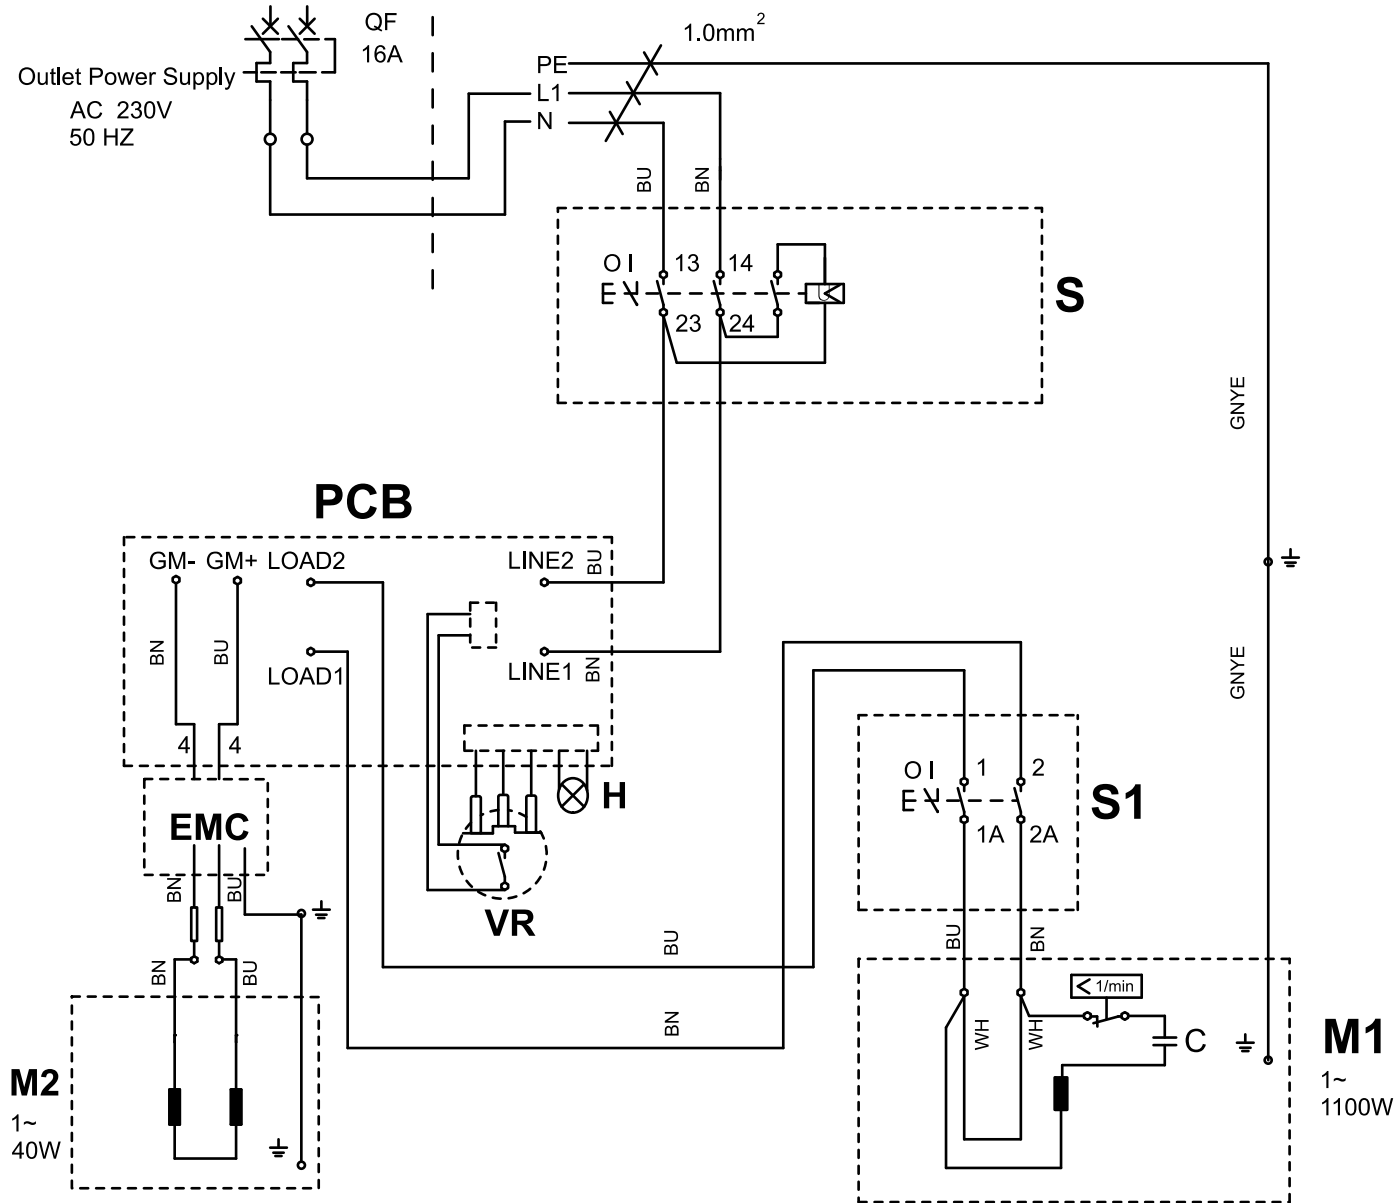 QF
16A
Outlet Power Supply
AC 230V
50 HZ
1.0mm²
PE
L1
N
BU
BN
O I
13
14
23
24
U<
S
GNYE
PCB
GM-
GM+
LOAD2
LINE2
BU
BN
BU
LOAD1
LINE1
BN
GNYE
4
4
EMC
H
VR
O I
1
2
1A
2A
S1
BN
BU
BU
BN
BU
BN
BN
BU
< 1/min
WH
WH
C
M1
1~
1100W
M2
1~
40W